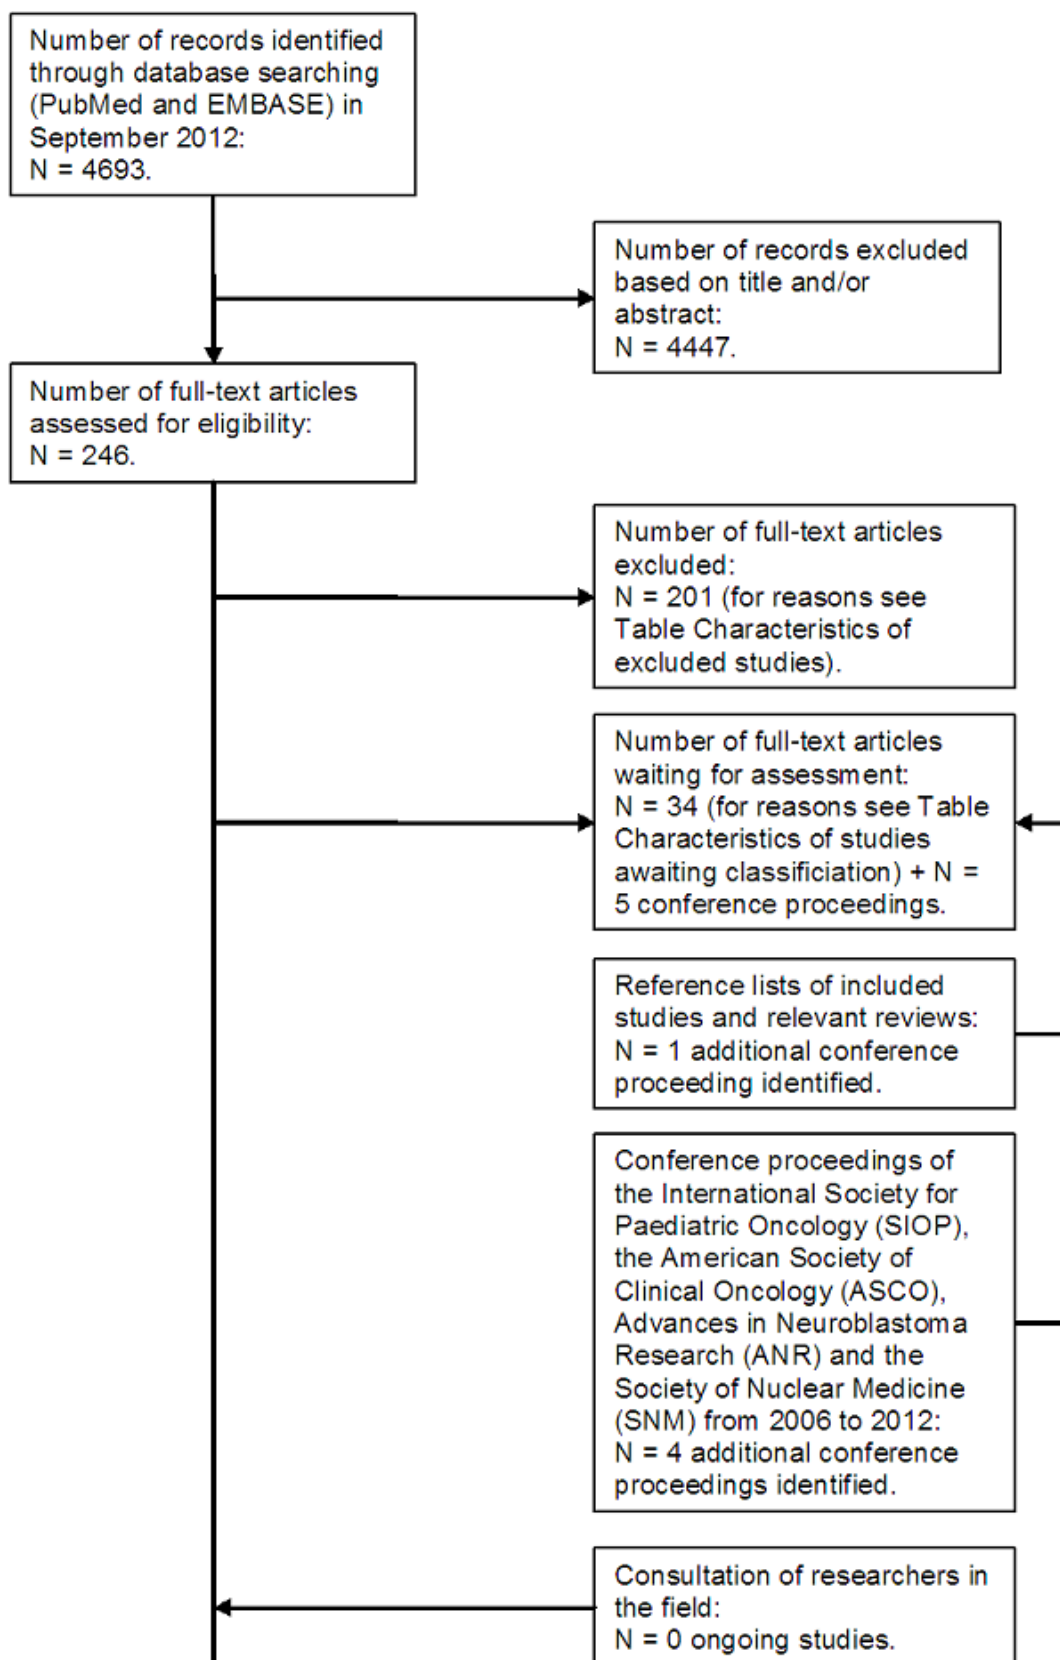 Number of records identified
through database searching
(PubMed and EMBASE) in
September 2012:
N = 4693.
Number of records excluded
based on title and/or
abstract:
N = 4447.
Number of full-text articles
assessed for eligibility:
N = 246.
Number of full-text articles
excluded:
N = 201 (for reasons see
Table Characteristics of
excluded studies).
Number of full-text articles
waiting for assessment:
N = 34 (for reasons see Table
Characteristics of studies
awaiting classificiation) + N =
5 conference proceedings.
Reference lists of included
studies and relevant reviews:
N = 1 additional conference
proceeding identified.
Conference proceedings of
the International Society for
Paediatric Oncology (SIOP),
the American Society of
Clinical Oncology (ASCO),
Advances in Neuroblastoma
Research (ANR) and the
Society of Nuclear Medicine
(SNM) from 2006 to 2012:
N = 4 additional conference
proceedings identified.
Consultation of researchers in
the field:
N = 0 ongoing studies.